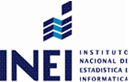 INEI
INSTITUTO
NACIONAL DE
ESTADISTICA E
INFORMATICA